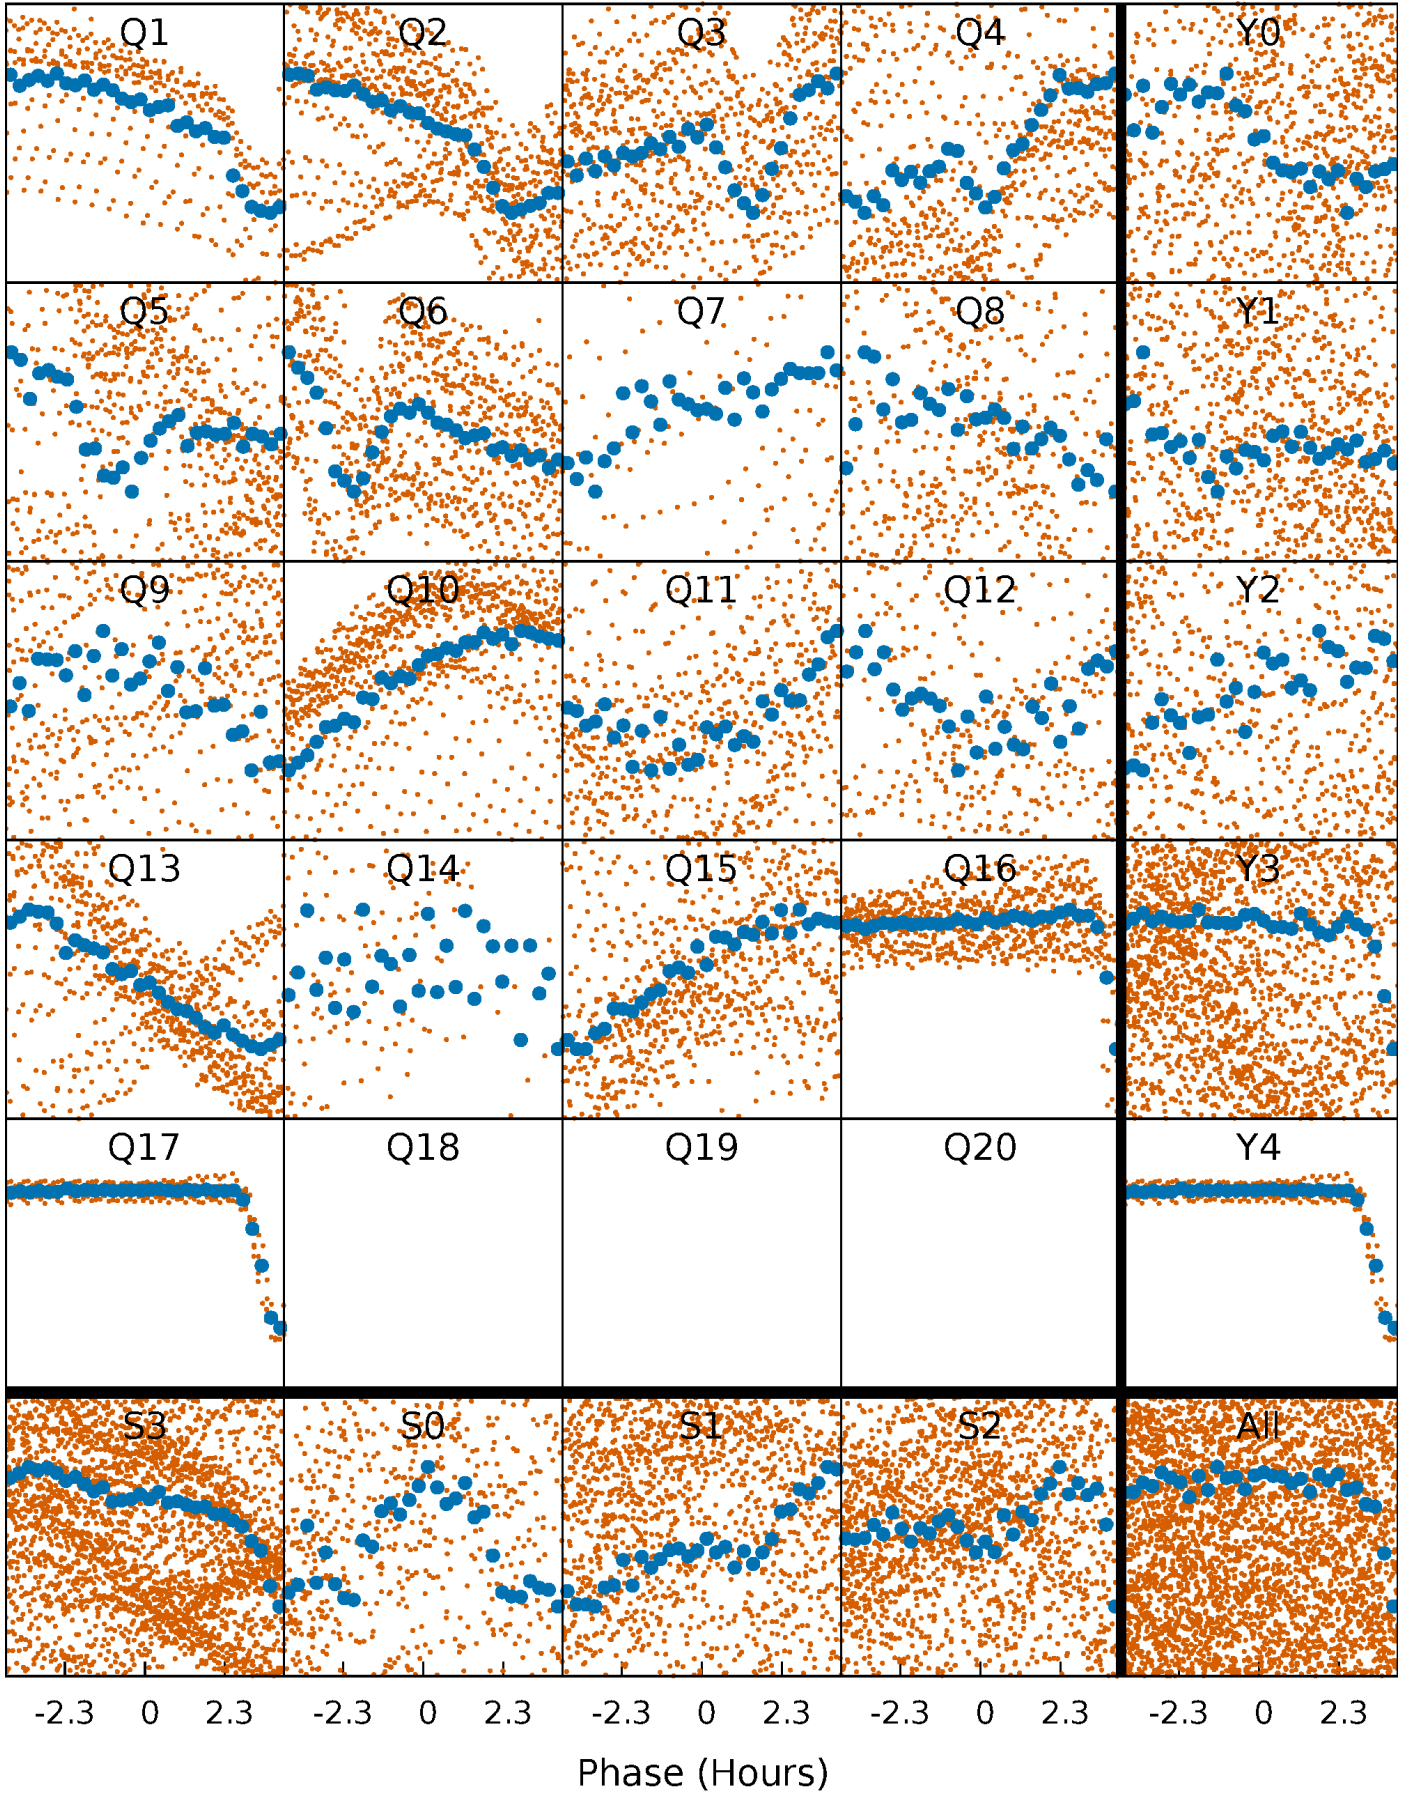 Q1 Q2 Q3 Q4 Y0
Q5 Q6 Q7 Q8 Y1
Q9 Q10 Q11 Q12 Y2
Q13 Q14 Q15 Q16 Y3
Q17 Q18 Q19 Q20 Y4
S3 S0 S1 S2 All
-2.3 0 2.3 -2.3 0 2.3 -2.3 0 2.3 -2.3 0 2.3 -2.3 0 2.3
Phase (Hours)